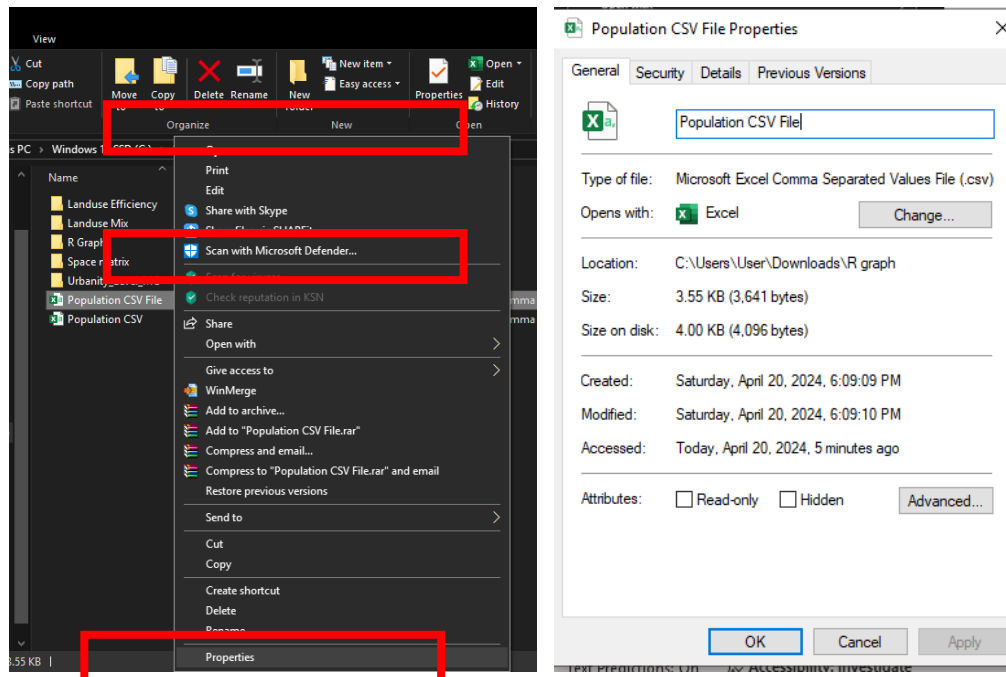 View
Cut
Copy path
Paste shortcut
Move to
Copy to
Delete
Rename
New
New item
Easy access
Properties
Open
Edit
History
Organize
New
Open
PC > Windows
Name
Landuse Efficiency
Landuse Mix
R Graph
Space matrix
Population CSV File
Population CSV
3.55 KB
Print
Edit
Share with Skype
Scan with Microsoft Defender...
Check reputation in KSN
Share
Open with
Give access to
WinMerge
Add to archive...
Add to "Population CSV File.rar"
Compress and email...
Compress to "Population CSV File.rar" and email
Restore previous versions
Send to
Cut
Copy
Create shortcut
Delete
Rename
Properties
Population CSV File Properties
General Security Details Previous Versions
Population CSV File
Type of file: Microsoft Excel Comma Separated Values File (.csv)
Opens with: Excel Change...
Location: C:\Users\User\Downloads\R graph
Size: 3.55 KB (3,641 bytes)
Size on disk: 4.00 KB (4,096 bytes)
Created: Saturday, April 20, 2024, 6:09:09 PM
Modified: Saturday, April 20, 2024, 6:09:10 PM
Accessed: Today, April 20, 2024, 5 minutes ago
Attributes: Read-only Hidden Advanced...
OK Cancel Apply
Text Predictions: On Accessibility: Investigate